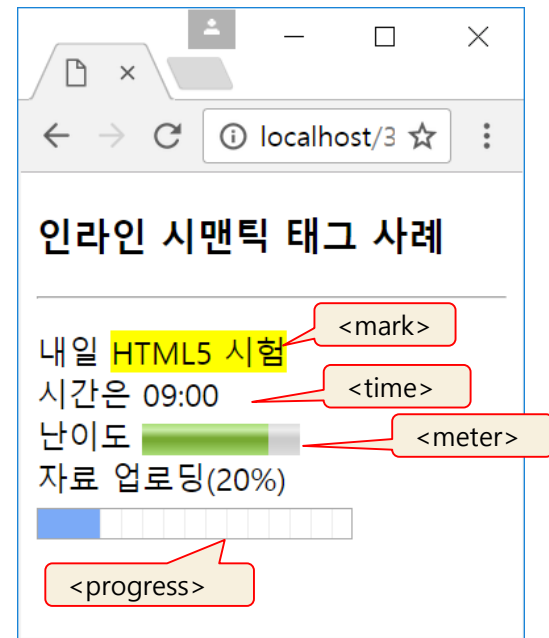 localhost/3
인라인 시맨틱 태그 사례
<mark>
내일 HTML5 시험
<time>
시간은 09:00
<meter>
난이도
자료 업로딩(20%)
<progress>